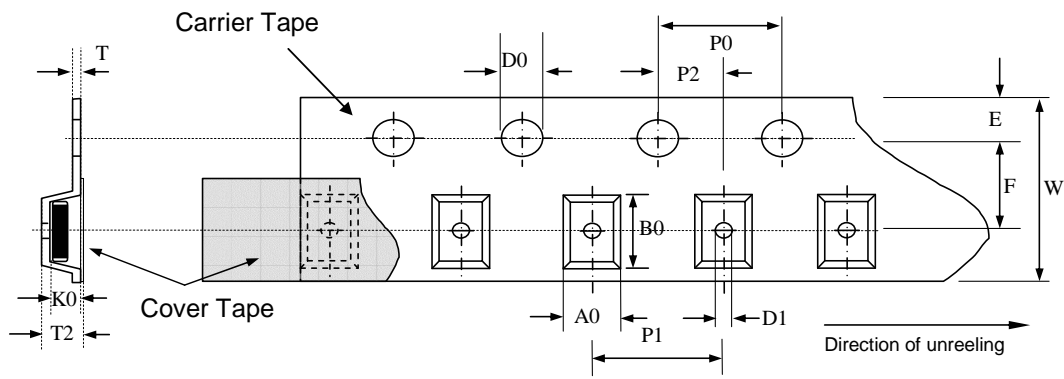 Carrier Tape
T
D0
P0
P2
E
F
W
B0
K0
Cover Tape
T2
A0
D1
P1
Direction of unreeling